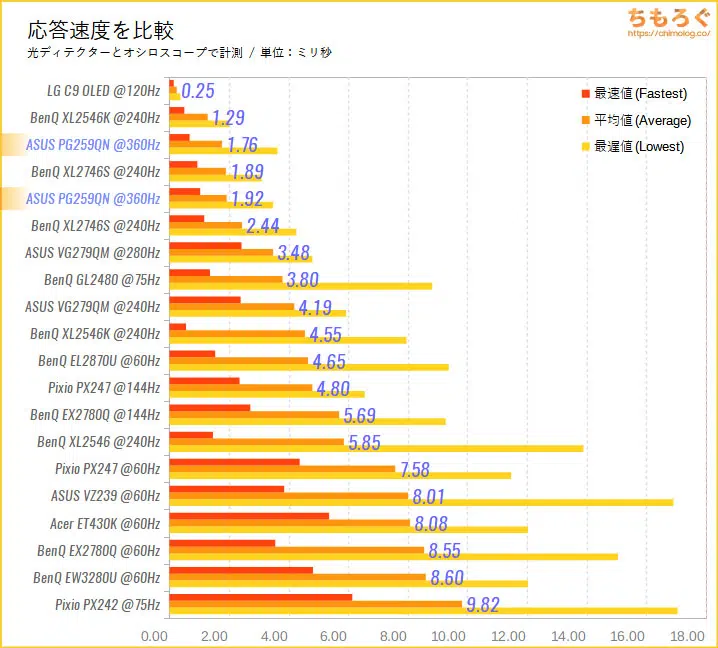 応答速度を比較
光ディテクターとオシロスコープで計測 / 単位：ミリ秒
ちもろぐ
https://chimolog.co/
最速値(Fastest)
平均値(Average)
最遅値(Lowest)
LG C9 OLED @120Hz 0.25
BenQ XL2546K @240Hz 1.29
ASUS PG259QN @360Hz 1.76
BenQ XL2746S @240Hz 1.89
ASUS PG259QN @360Hz 1.92
BenQ XL2746S @240Hz 2.44
ASUS VG279QM @280Hz 3.48
BenQ GL2480 @75Hz 3.80
ASUS VG279QM @240Hz 4.19
BenQ XL2546K @240Hz 4.55
BenQ EL2870U @60Hz 4.65
Pixio PX247 @144Hz 4.80
BenQ EX2780Q @144Hz 5.69
BenQ XL2546 @240Hz 5.85
Pixio PX247 @60Hz 7.58
ASUS VZ239 @60Hz 8.01
Acer ET430K @60Hz 8.08
BenQ EX2780Q @60Hz 8.55
BenQ EW3280U @60Hz 8.60
Pixio PX242 @75Hz 9.82
0.00 2.00 4.00 6.00 8.00 10.00 12.00 14.00 16.00 18.00